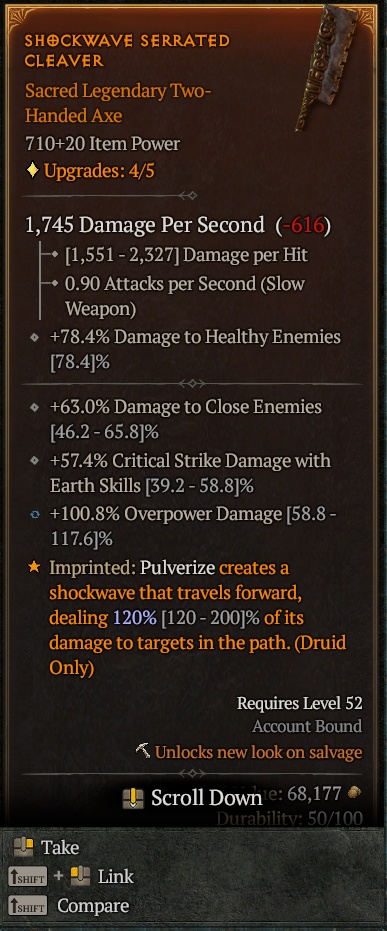 SHOCKWAVE SERRATED
CLEAVER
Sacred Legendary Two-
Handed Axe
710+20 Item Power
Upgrades: 4/5
1,745 Damage Per Second (-616)
[1,551 - 2,327] Damage per Hit
0.90 Attacks per Second (Slow
Weapon)
+78.4% Damage to Healthy Enemies
[78.4]%
+63.0% Damage to Close Enemies
[46.2 - 65.8]%
+57.4% Critical Strike Damage with
Earth Skills [39.2 - 58.8]%
+100.8% Overpower Damage [58.8 -
117.6]%
Imprinted: Pulverize creates a
shockwave that travels forward,
dealing 120% [120 - 200]% of its
damage to targets in the path. (Druid
Only)
Requires Level 52
Account Bound
Unlocks new look on salvage
Scroll Down
68,177
Durability: 50/100
Take
SHIFT + Link
SHIFT Compare